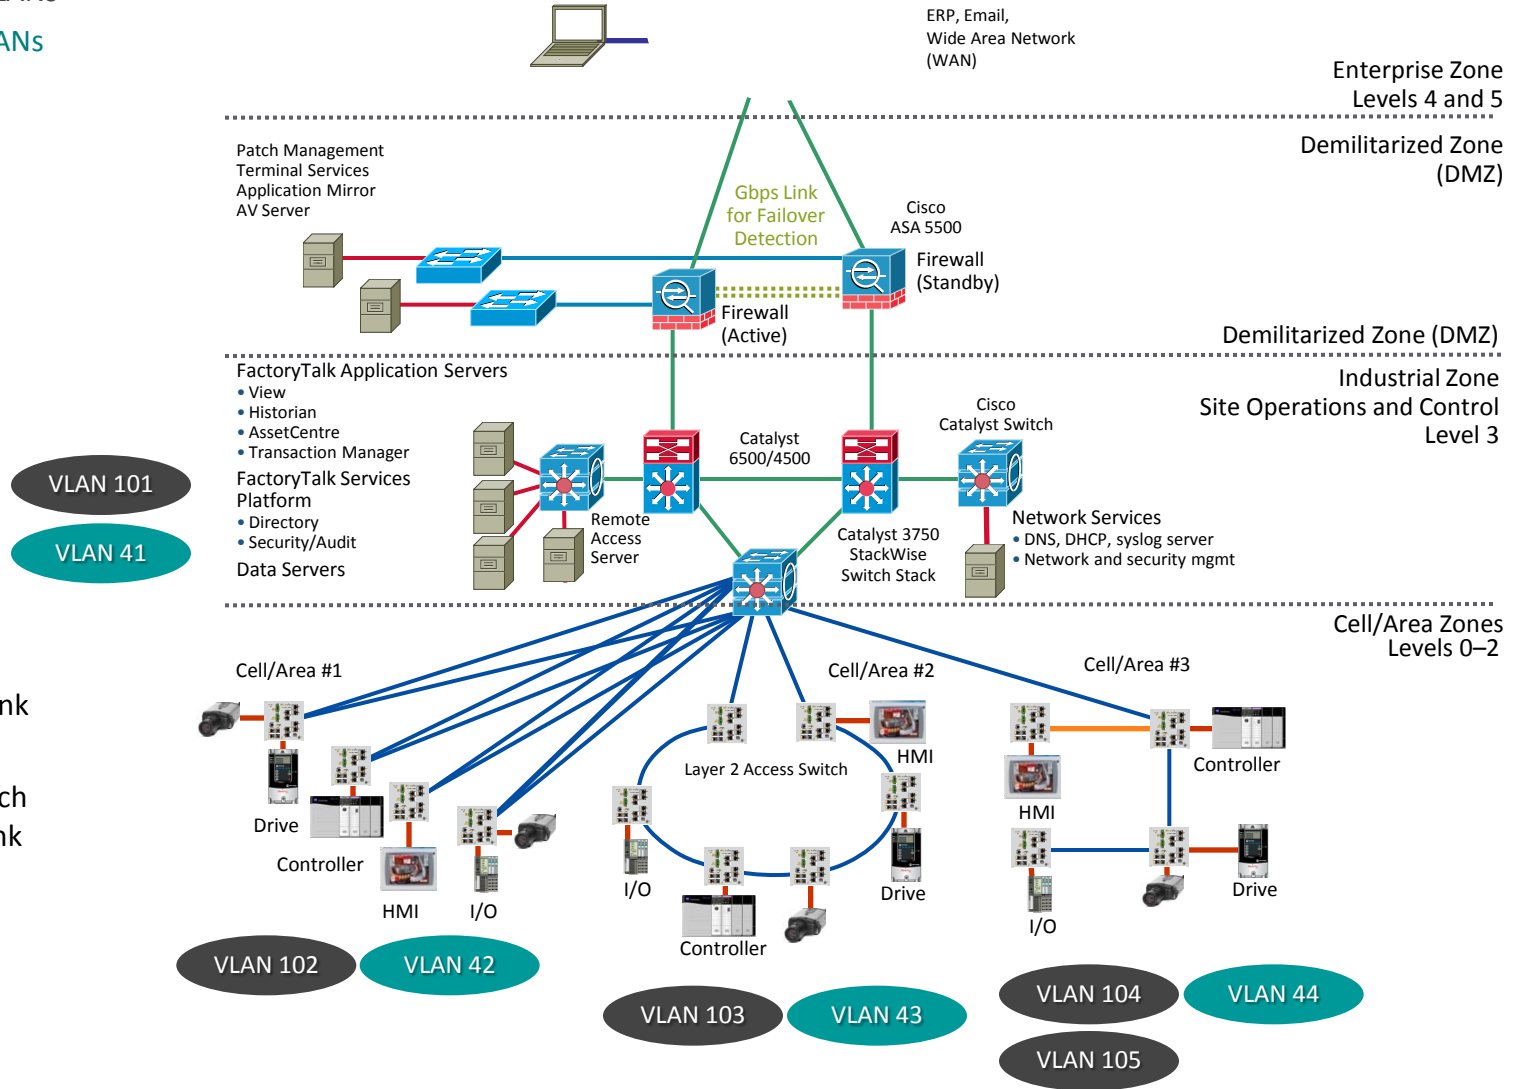 ANs
ERP, Email,
Wide Area Network
(WAN)
Enterprise Zone
Levels 4 and 5
Demilitarized Zone
(DMZ)
Patch Management
Terminal Services
Application Mirror
AV Server
Gbps Link
for Failover
Detection
Cisco
ASA 5500
Firewall
(Standby)
Firewall
(Active)
Demilitarized Zone (DMZ)
FactoryTalk Application Servers
• View
• Historian
• AssetCentre
• Transaction Manager
FactoryTalk Services
Platform
• Directory
• Security/Audit
Data Servers
Industrial Zone
Site Operations and Control
Level 3
Cisco
Catalyst Switch
Catalyst
6500/4500
VLAN 101
VLAN 41
Remote
Access
Server
Catalyst 3750
StackWise
Switch Stack
Network Services
• DNS, DHCP, syslog server
• Network and security mgmt
Cell/Area Zones
Levels 0–2
Cell/Area #1
Cell/Area #2
Cell/Area #3
nk
ch
nk
Drive
Controller
HMI
I/O
Layer 2 Access Switch
HMI
I/O
Controller
Drive
Controller
HMI
I/O
Drive
VLAN 102
VLAN 42
VLAN 103
VLAN 43
VLAN 104
VLAN 44
VLAN 105